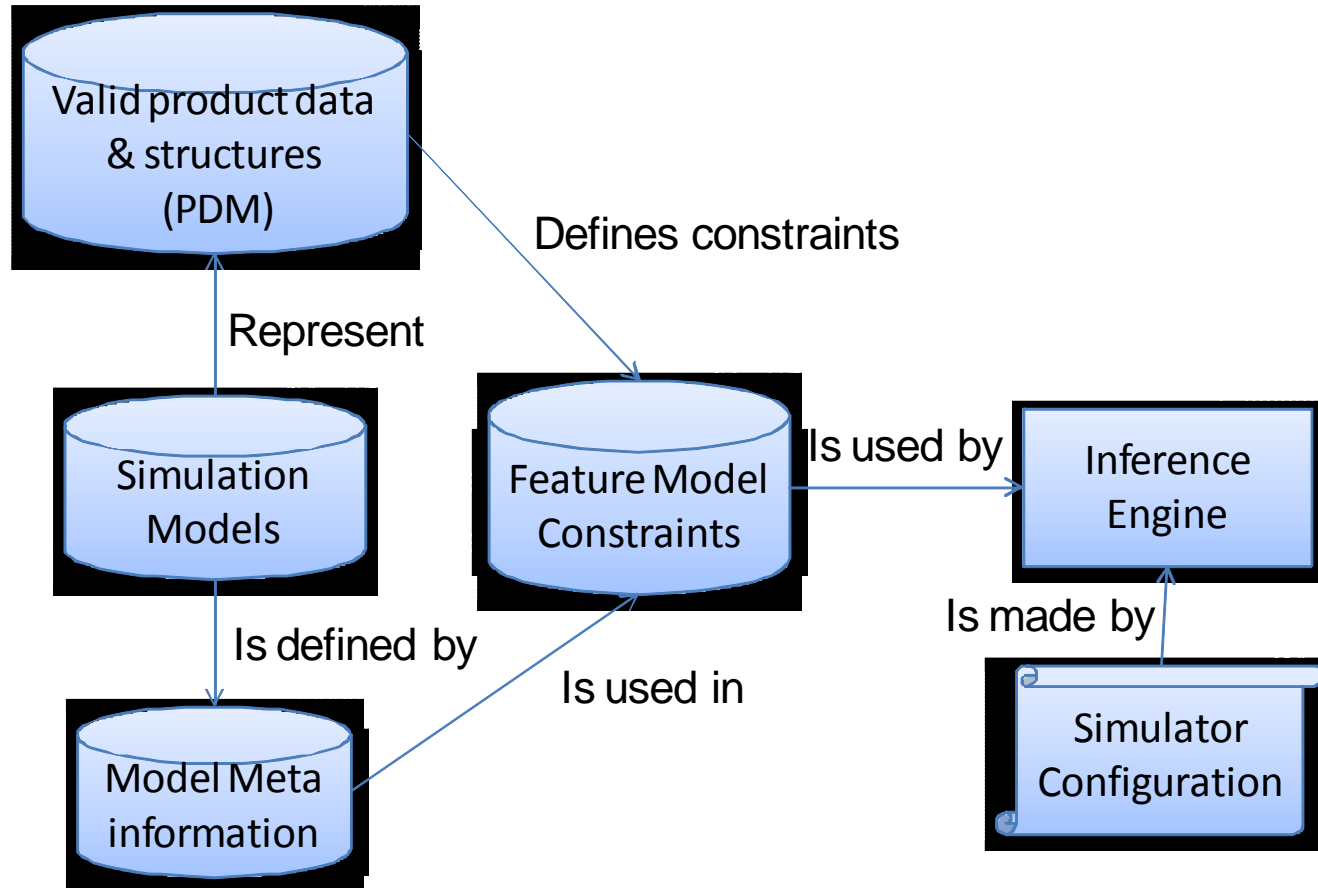 Valid product data
& structures
(PDM)
Defines constraints
Represent
Simulation
Models
Feature Model
Constraints
Is used by
Inference
Engine
Is defined by
Is used in
Is made by
Model Meta
information
Simulator
Configuration